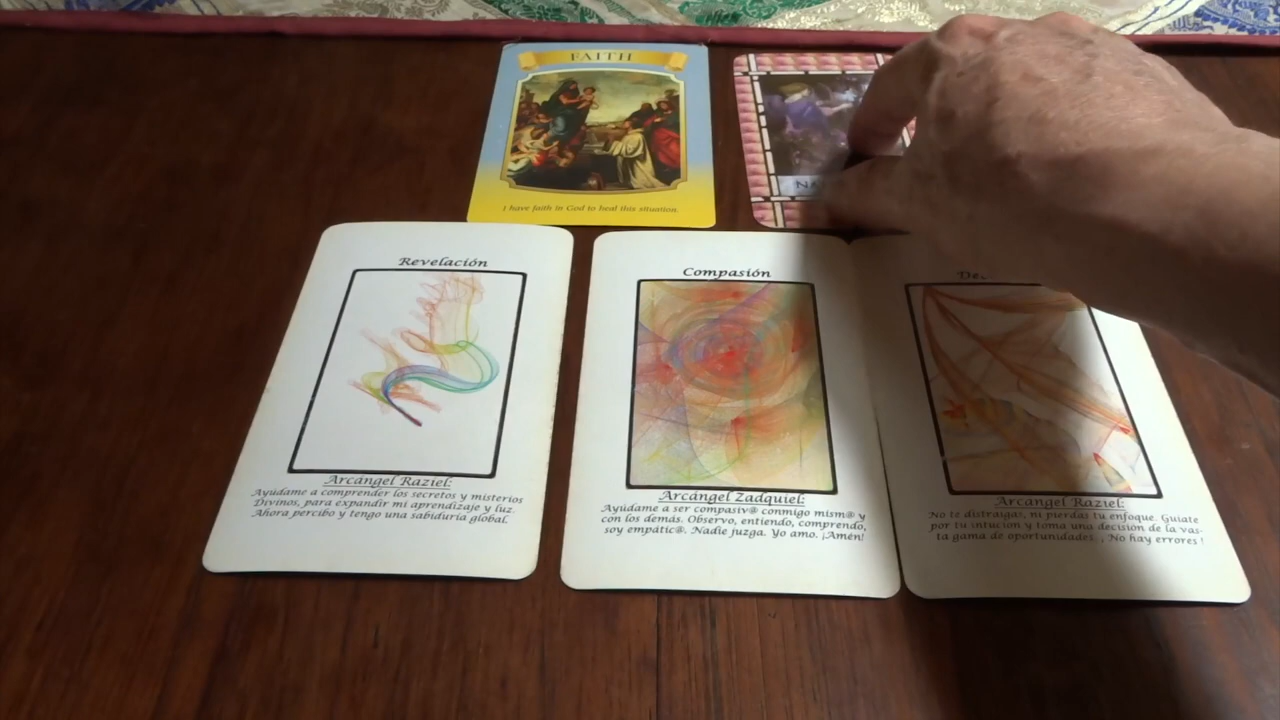 FAITH
I have faith in God to heal this situation.
Revelación
Arcángel Raziel:
Ayúdame a comprender los secretos y misterios
Divinos, para expandir mi aprendizaje y luz.
Ahora percibo y tengo una sabiduría global.
Compasión
Arcángel Zadquiel:
Ayúdame a ser compasiv@ conmigo mism@ y
con los demás. Observo, entiendo, comprendo,
soy empátic@. Nadie juzga. Yo amo. ¡Amén!
Arcángel Raziel:
No te distraigas, ni pierdas tu enfoque. Guiate
por tu intución y toma una decisión de la vas-
ta gama de oportunidades. ¡ No hay errores !